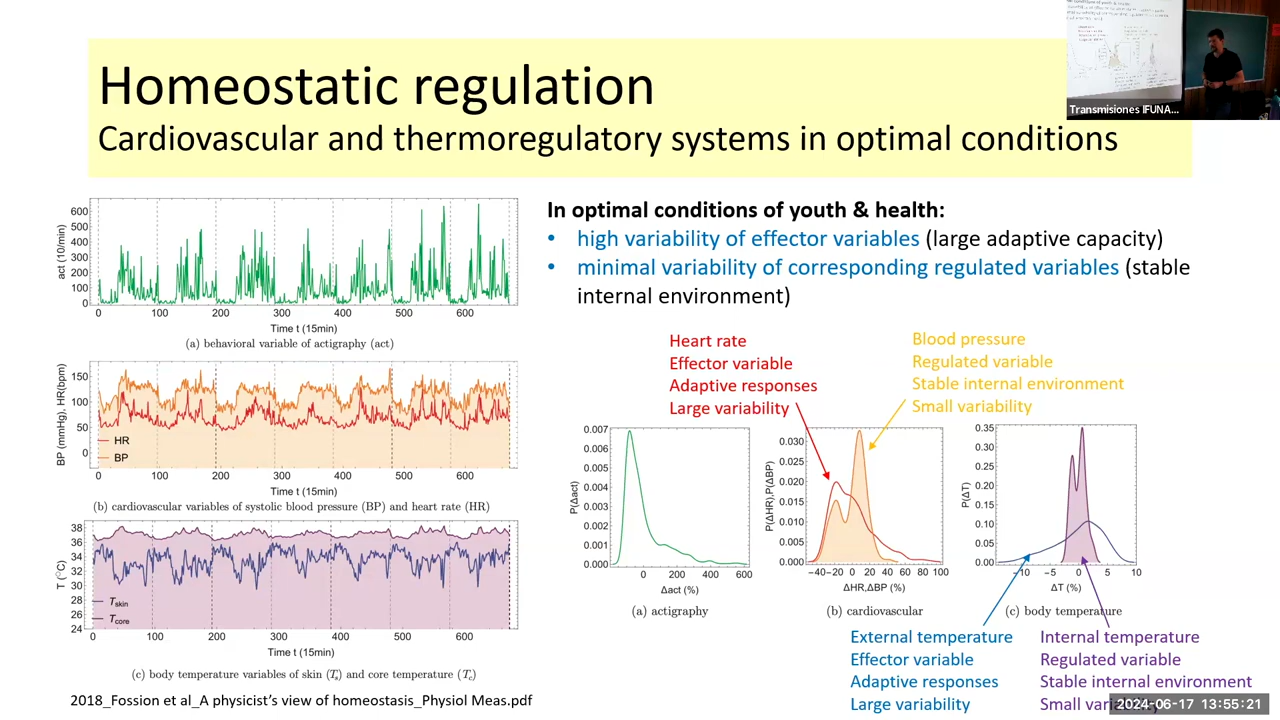 Homeostatic regulation
Cardiovascular and thermoregulatory systems in optimal conditions
Transmisiones IFUNA...
In optimal conditions of youth & health:
• high variability of effector variables (large adaptive capacity)
• minimal variability of corresponding regulated variables (stable
internal environment)
act (100/min)
600
500
400
300
200
100
0
0 100 200 300 400 500 600
Time t (15min)
(a) behavioral variable of actigraphy (act)
BP (mmHg), HR(bpm)
150
100
50
0
HR
BP
0 100 200 300 400 500 600
Time t (15min)
(b) cardiovascular variables of systolic blood pressure (BP) and heart rate (HR)
T (°C)
38
36
34
32
30
28
26
24
Tskin
Tcore
0 100 200 300 400 500 600
Time t (15min)
(c) body temperature variables of skin (Ts) and core temperature (Tc)
2018_Fossion et al_A physicist's view of homeostasis_Physiol Meas.pdf
Heart rate
Effector variable
Adaptive responses
Large variability
Blood pressure
Regulated variable
Stable internal environment
Small variability
P(Δact)
0.007
0.006
0.005
0.004
0.003
0.002
0.001
0.000
0 200 400 600
Δact (%)
(a) actigraphy
P(ΔHR),P(ΔBP)
0.030
0.025
0.020
0.015
0.010
0.005
0.000
-40 -20 0 20 40 60 80 100
ΔHR,ΔBP (%)
(b) cardiovascular
P(ΔT)
0.35
0.30
0.25
0.20
0.15
0.10
0.05
0.00
-10 -5 0 5 10
ΔT (%)
(c) body temperature
External temperature
Effector variable
Adaptive responses
Large variability
Internal temperature
Regulated variable
Stable internal environment
Small
2024-06-17 13:55:21